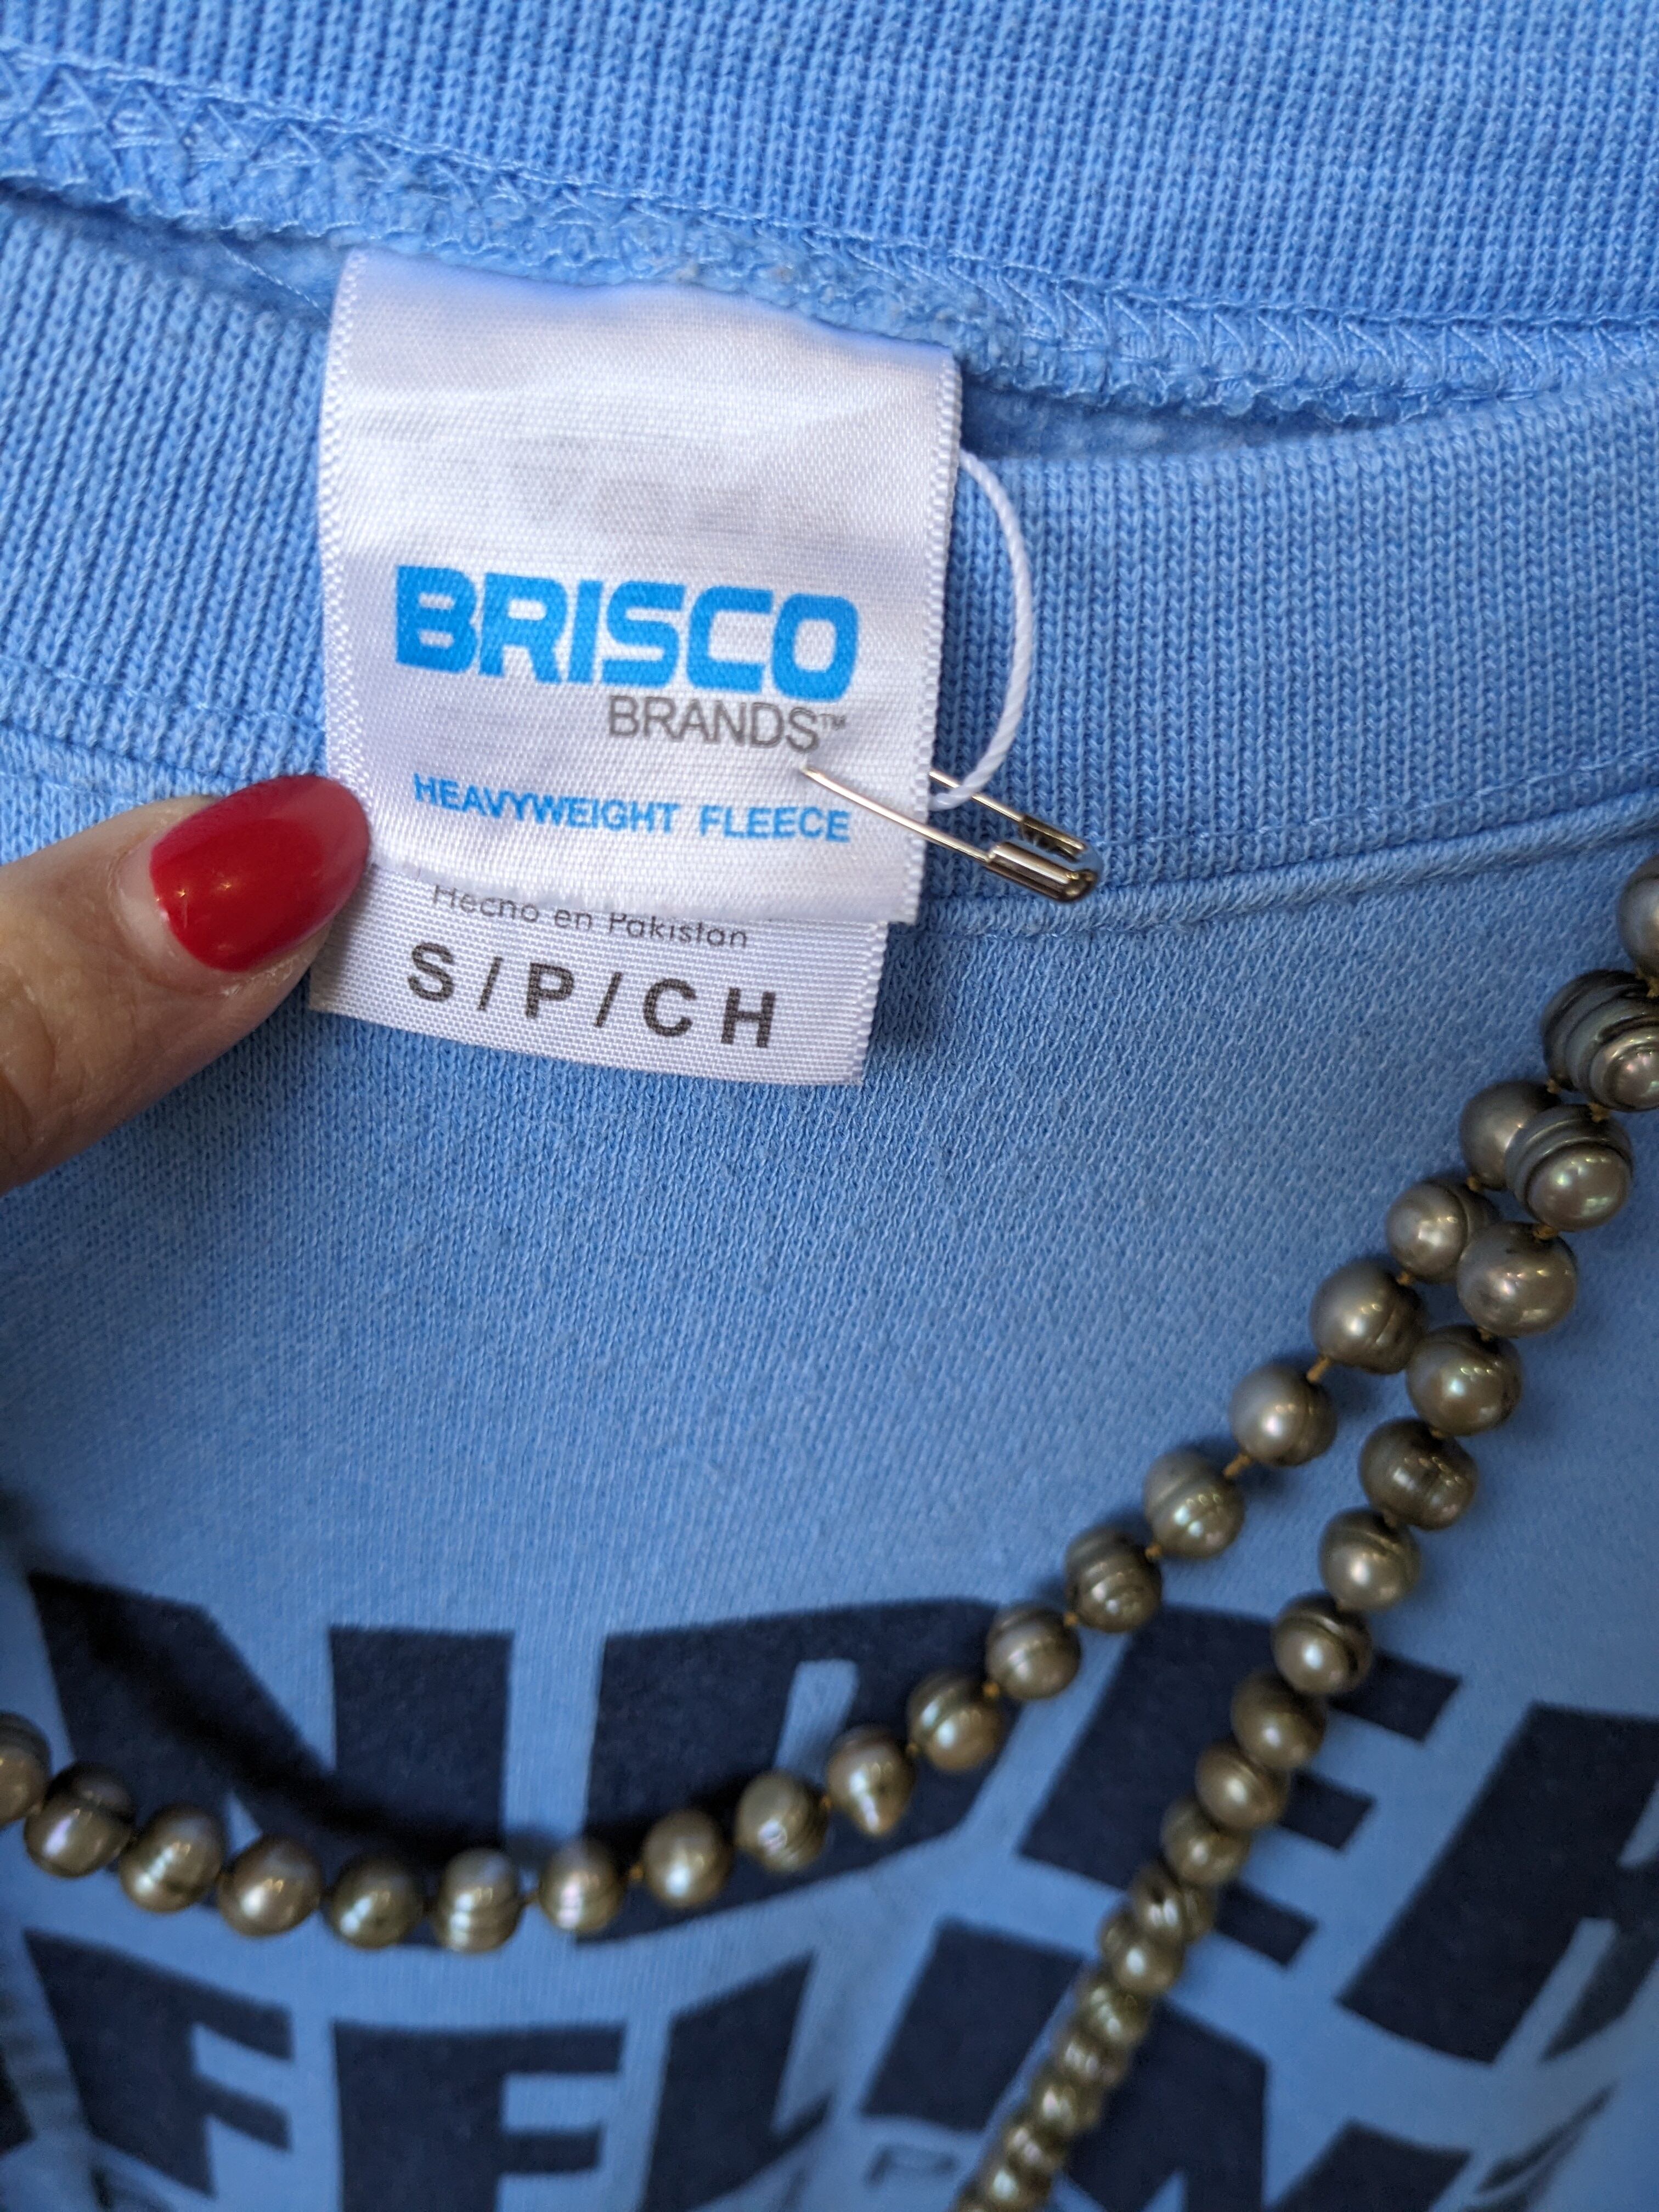 BRISCO
BRANDS™
HEAVYWEIGHT FLEECE
Hecho en Pakistan
S/P/CH